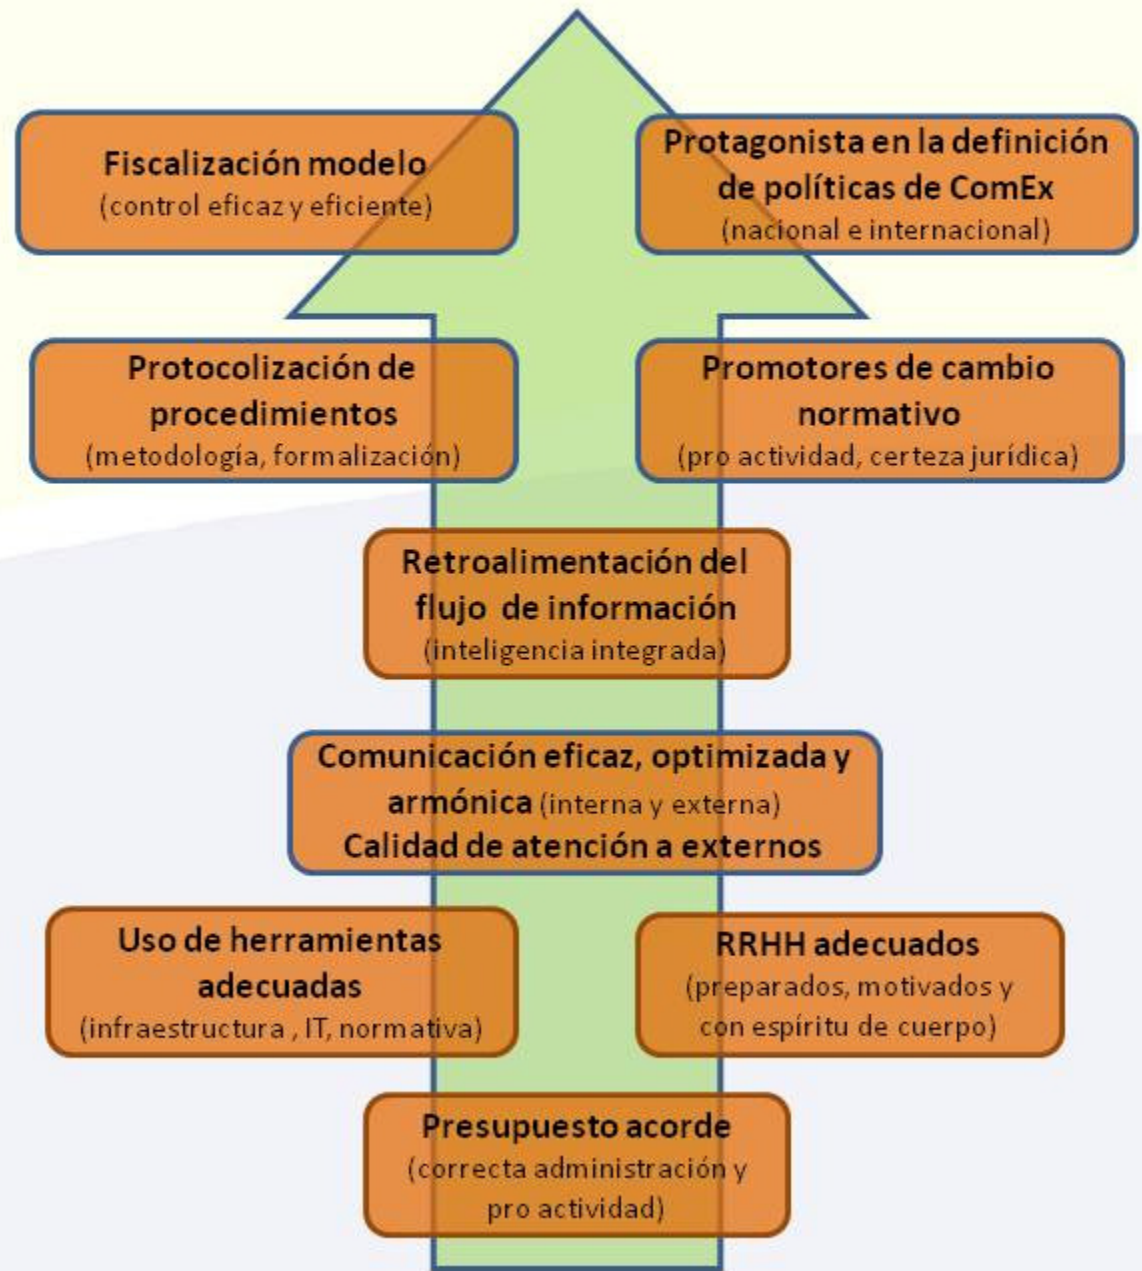 Fiscalización modelo
(control eficaz y eficiente)
Protagonista en la definición
de políticas de ComEx
(nacional e internacional)
Protocolización de
procedimientos
(metodología, formalización)
Promotores de cambio
normativo
(pro actividad, certeza jurídica)
Retroalimentación del
flujo de información
(inteligencia integrada)
Comunicación eficaz, optimizada y
armónica (interna y externa)
Calidad de atención a externos
Uso de herramientas
adecuadas
(infraestructura , IT, normativa)
RRHH adecuados
(preparados, motivados y
con espíritu de cuerpo)
Presupuesto acorde
(correcta administración y
pro actividad)